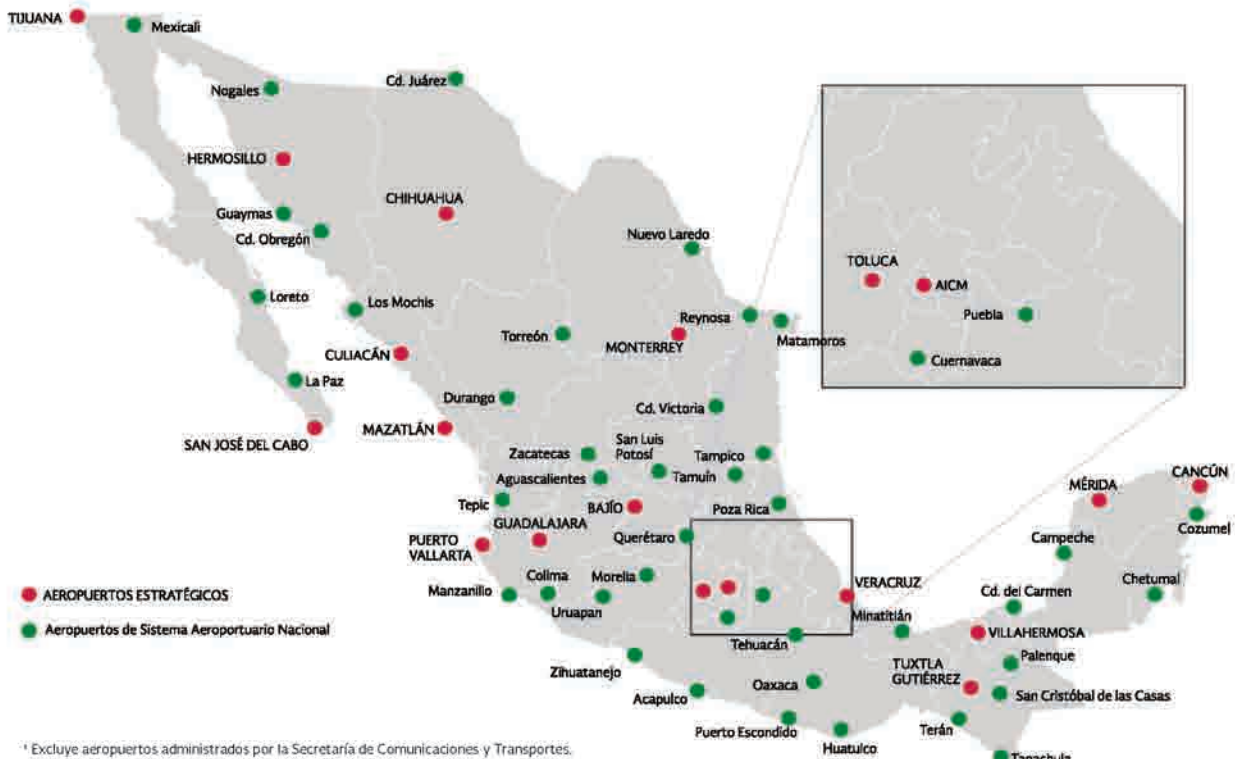 TIJUANA
Mexicali
Nogales
Cd. Juárez
HERMOSILLO
CHIHUAHUA
Guaymas
Cd. Obregón
Nuevo Laredo
TOLUCA
AICM
Puebla
Cuernavaca
Loreto
Los Mochis
Torreón
Reynosa
MONTERREY
Matamoros
CULIACÁN
La Paz
Durango
Cd. Victoria
SAN JOSÉ DEL CABO
MAZATLÁN
Zacatecas
San Luis
Potosí
Tampico
Aguascalientes
Tamuín
MÉRIDA
CANCÚN
Tepic
BAJÍO
Poza Rica
Cozumel
GUADALAJARA
PUERTO
VALLARTA
Querétaro
Campeche
Manzanillo
Colima
Morelia
Uruapan
VERACRUZ
Cd. del Carmen
Chetumal
Minatitlán
VILLAHERMOSA
Tehuacán
Palenque
TUXTLA
GUTIÉRREZ
Zihuatanejo
Acapulco
Oaxaca
San Cristóbal de las Casas
Puerto Escondido
Huatulco
Terán
Tapachula
AEROPUERTOS ESTRATÉGICOS
Aeropuertos de Sistema Aeroportuario Nacional
¹ Excluye aeropuertos administrados por la Secretaría de Comunicaciones y Transportes.